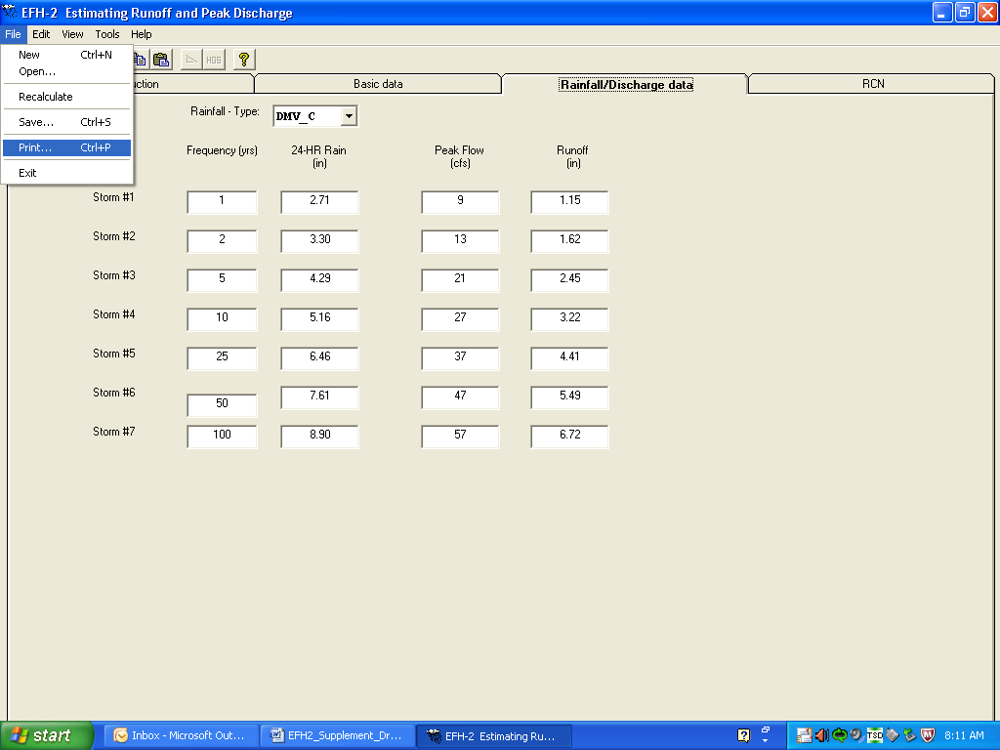 EFH-2 Estimating Runoff and Peak Discharge
File Edit View Tools Help
New Ctrl+N
Open...
Recalculate
Save... Ctrl+S
Print... Ctrl+P
Exit
HGS ?
uction Basic data Rainfall/Discharge data RCN
Rainfall - Type: DMV_C
Frequency (yrs) 24-HR Rain (in) Peak Flow (cfs) Runoff (in)
Storm #1 1 2.71 9 1.15
Storm #2 2 3.30 13 1.62
Storm #3 5 4.29 21 2.45
Storm #4 10 5.16 27 3.22
Storm #5 25 6.46 37 4.41
Storm #6 50 7.61 47 5.49
Storm #7 100 8.90 57 6.72
start Inbox - Microsoft Out... EFH2_Supplement_Dr... EFH-2 Estimating Ru... ? TSD 8:11 AM